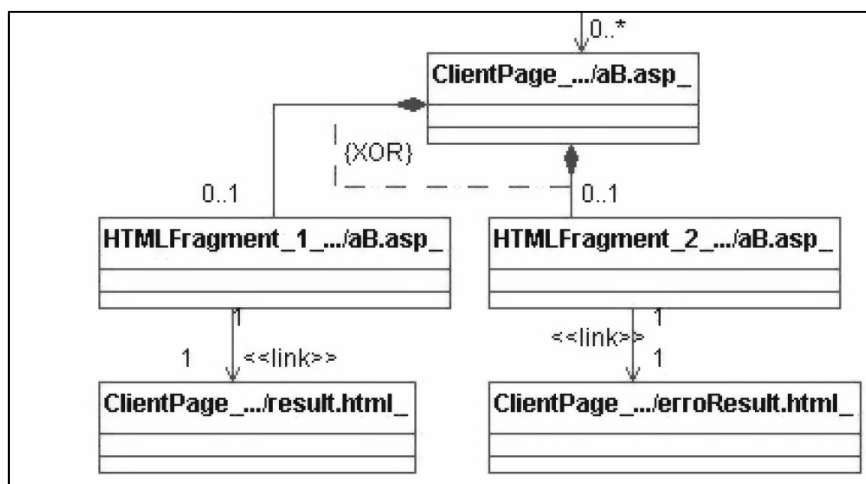 0..*
ClientPage_.../aB.asp_
{XOR}
0..1
0..1
HTMLFragment_1_.../aB.asp_
HTMLFragment_2_.../aB.asp_
1
1
<<link>>
1
<<link>>
1
ClientPage_.../result.html_
ClientPage_.../erroResult.html_